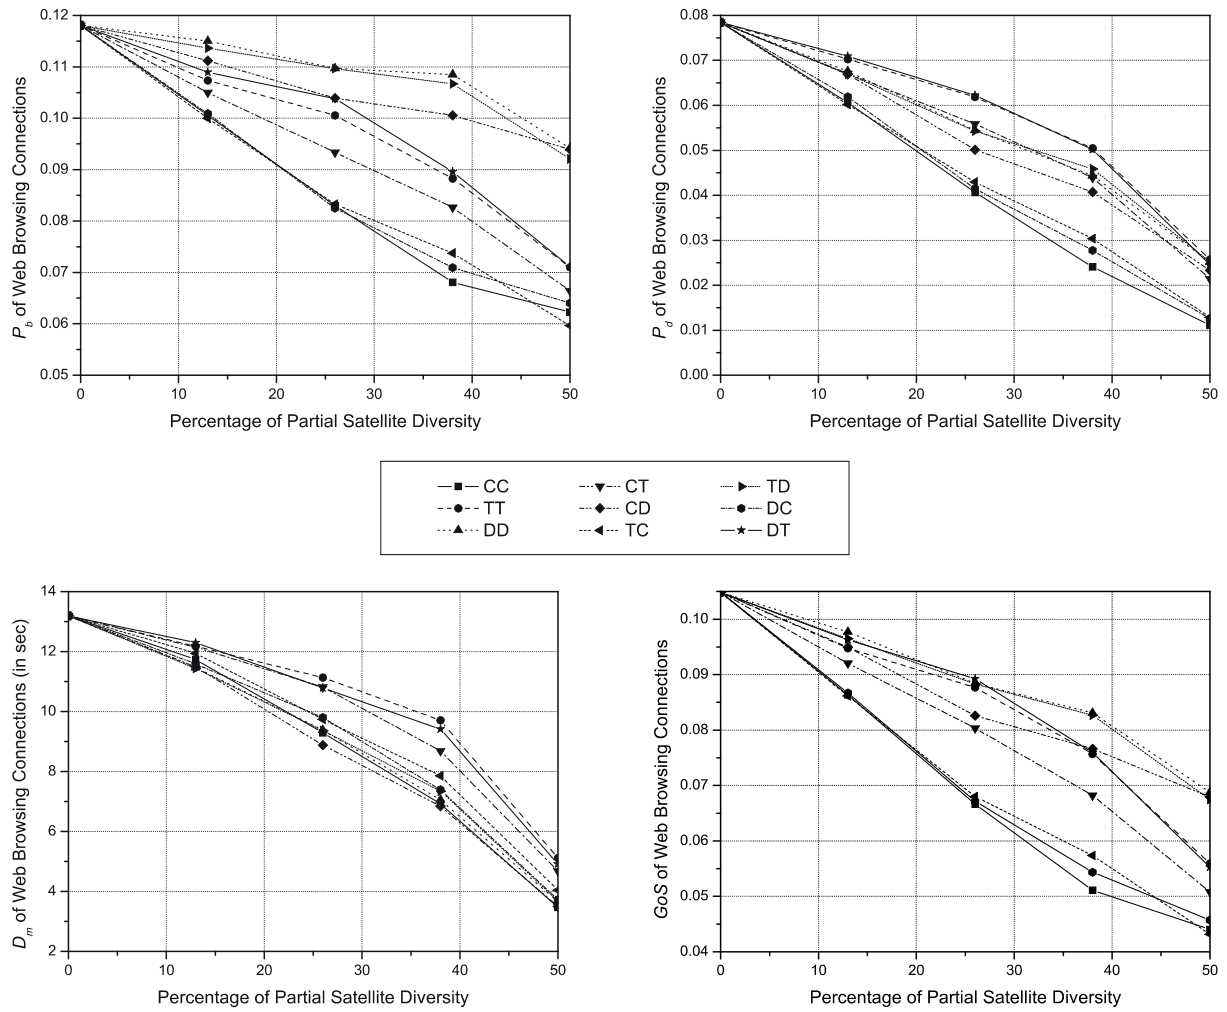 0.12
0.11
0.10
0.09
0.08
0.07
0.06
0.05
P_b of Web Browsing Connections
0 10 20 30 40 50
Percentage of Partial Satellite Diversity
0.08
0.07
0.06
0.05
0.04
0.03
0.02
0.01
0.00
P_d of Web Browsing Connections
0 10 20 30 40 50
Percentage of Partial Satellite Diversity
CC CT TD
TT CD DC
DD TC DT
14
12
10
8
6
4
2
D_m of Web Browsing Connections (in sec)
0 10 20 30 40 50
Percentage of Partial Satellite Diversity
0.10
0.09
0.08
0.07
0.06
0.05
0.04
GoS of Web Browsing Connections
0 10 20 30 40 50
Percentage of Partial Satellite Diversity